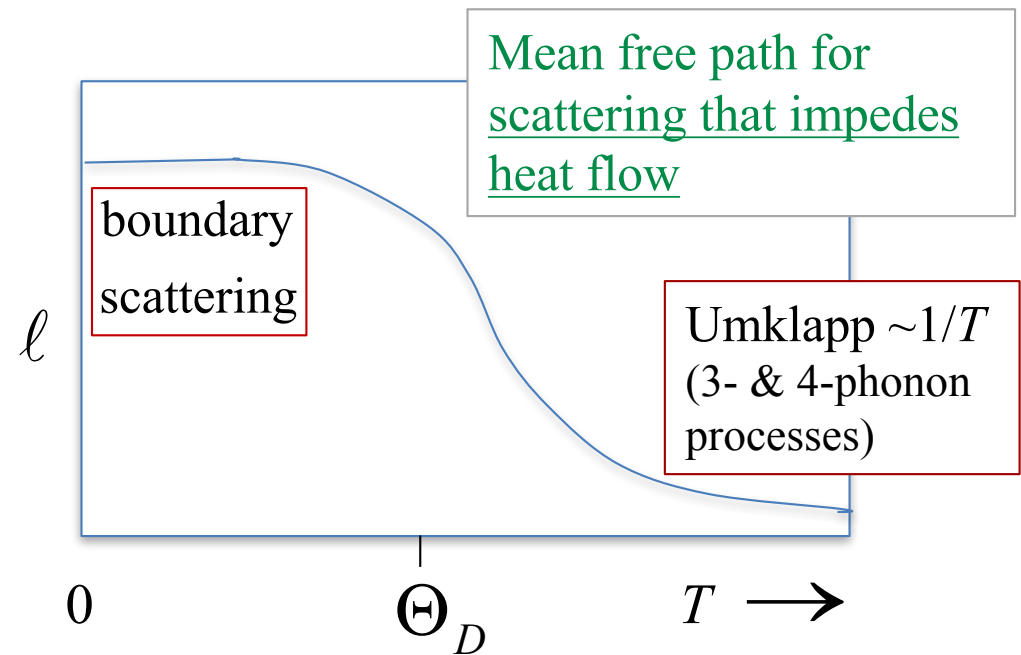 Mean free path for
scattering that impedes
heat flow
boundary
scattering
ℓ
Umklapp ~1/T
(3- & 4-phonon
processes)
0
Θ_D
T →